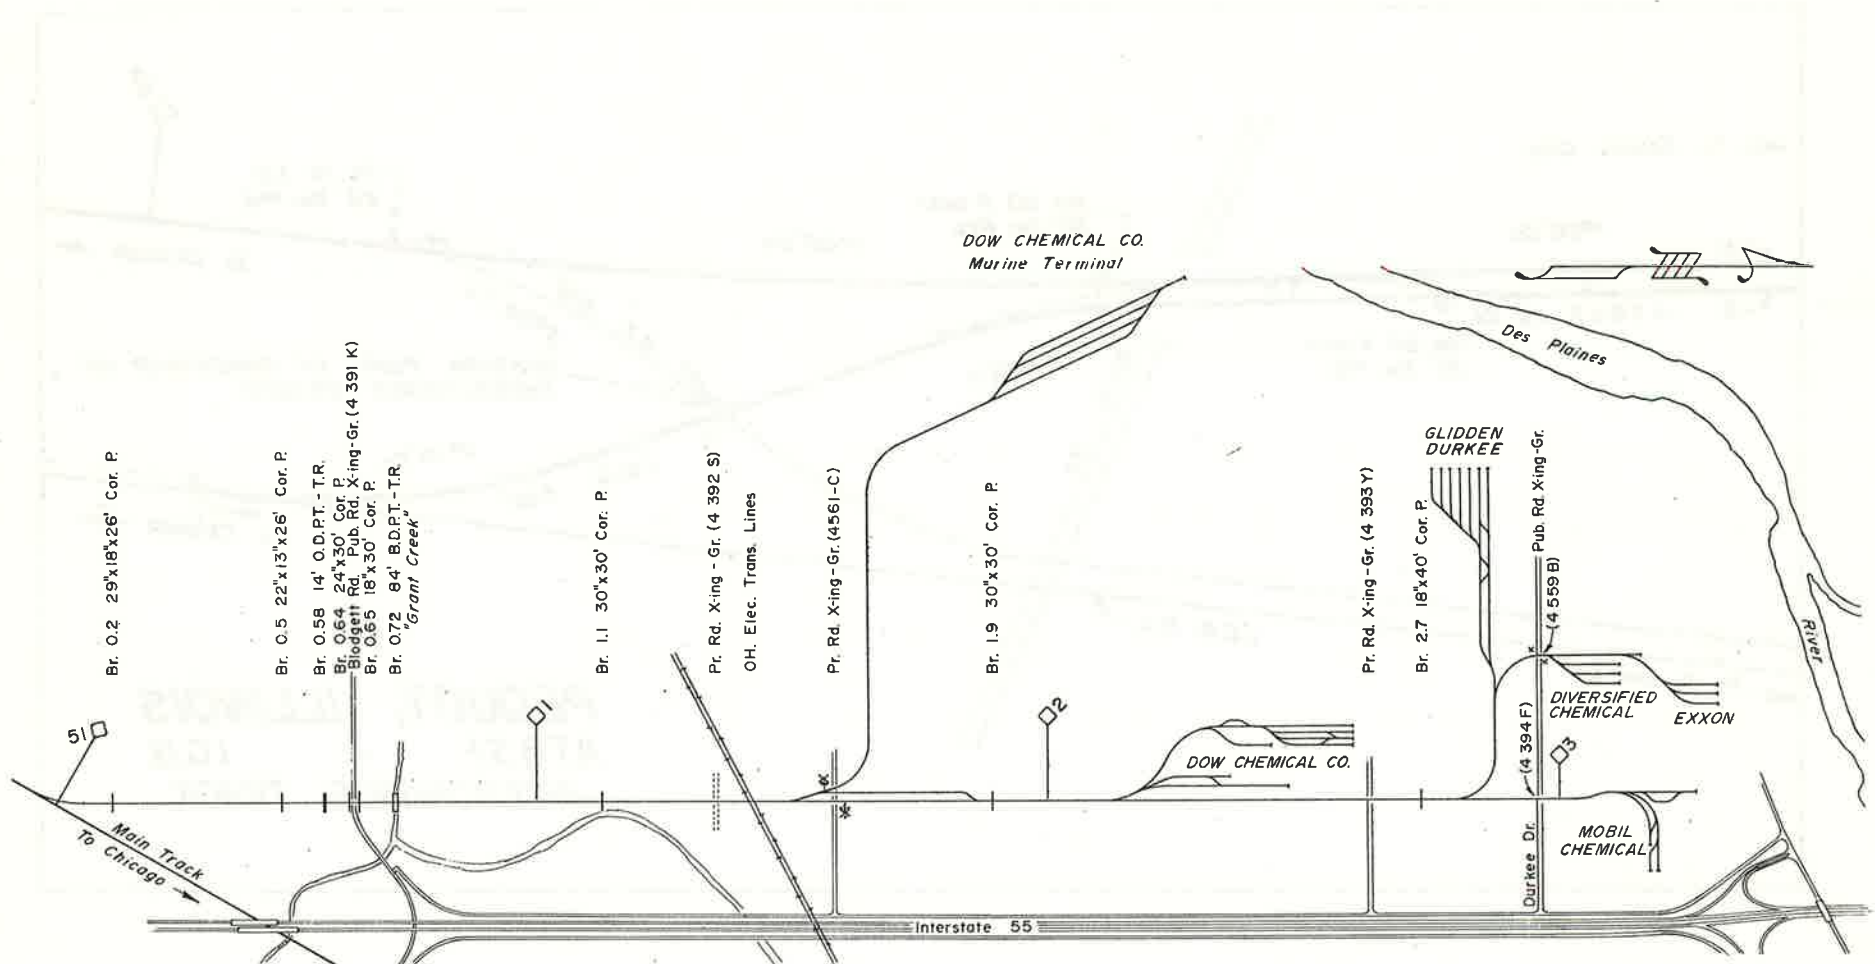 DOW CHEMICAL CO.
Marine Terminal
Des Plaines
River
GLIDDEN
DURKEE
Br. 0.2 29"x18"x26' Cor. P.
Br. 0.5 22"x13"x26' Cor. P.
Br. 0.58 14' O.D.P.T.-T.R.
Br. 0.64 24"x30' Cor. P.
Blodgett Rd. Pub. Rd. X-ing-Gr. (4 391 K)
Br. 0.65 18"x30' Cor. P.
Br. 0.72 84' B.D.P.T.-T.R.
"Grant Creek"
Br. 1.1 30"x30' Cor. P.
Pr. Rd. X-ing-Gr. (4 392 S)
OH. Elec. Trans. Lines
Pr. Rd. X-ing-Gr. (4561-C)
Br. 1.9 30"x30' Cor. P.
Pr. Rd. X-ing-Gr. (4 393 Y)
Br. 2.7 18"x40' Cor. P.
Pub. Rd. X-ing-Gr.
(4 559 B)
(4 394 F)
DIVERSIFIED
CHEMICAL
EXXON
51
1
2
3
DOW CHEMICAL CO.
MOBIL
CHEMICAL
Durkee Dr.
Main Track
To Chicago
Interstate 55